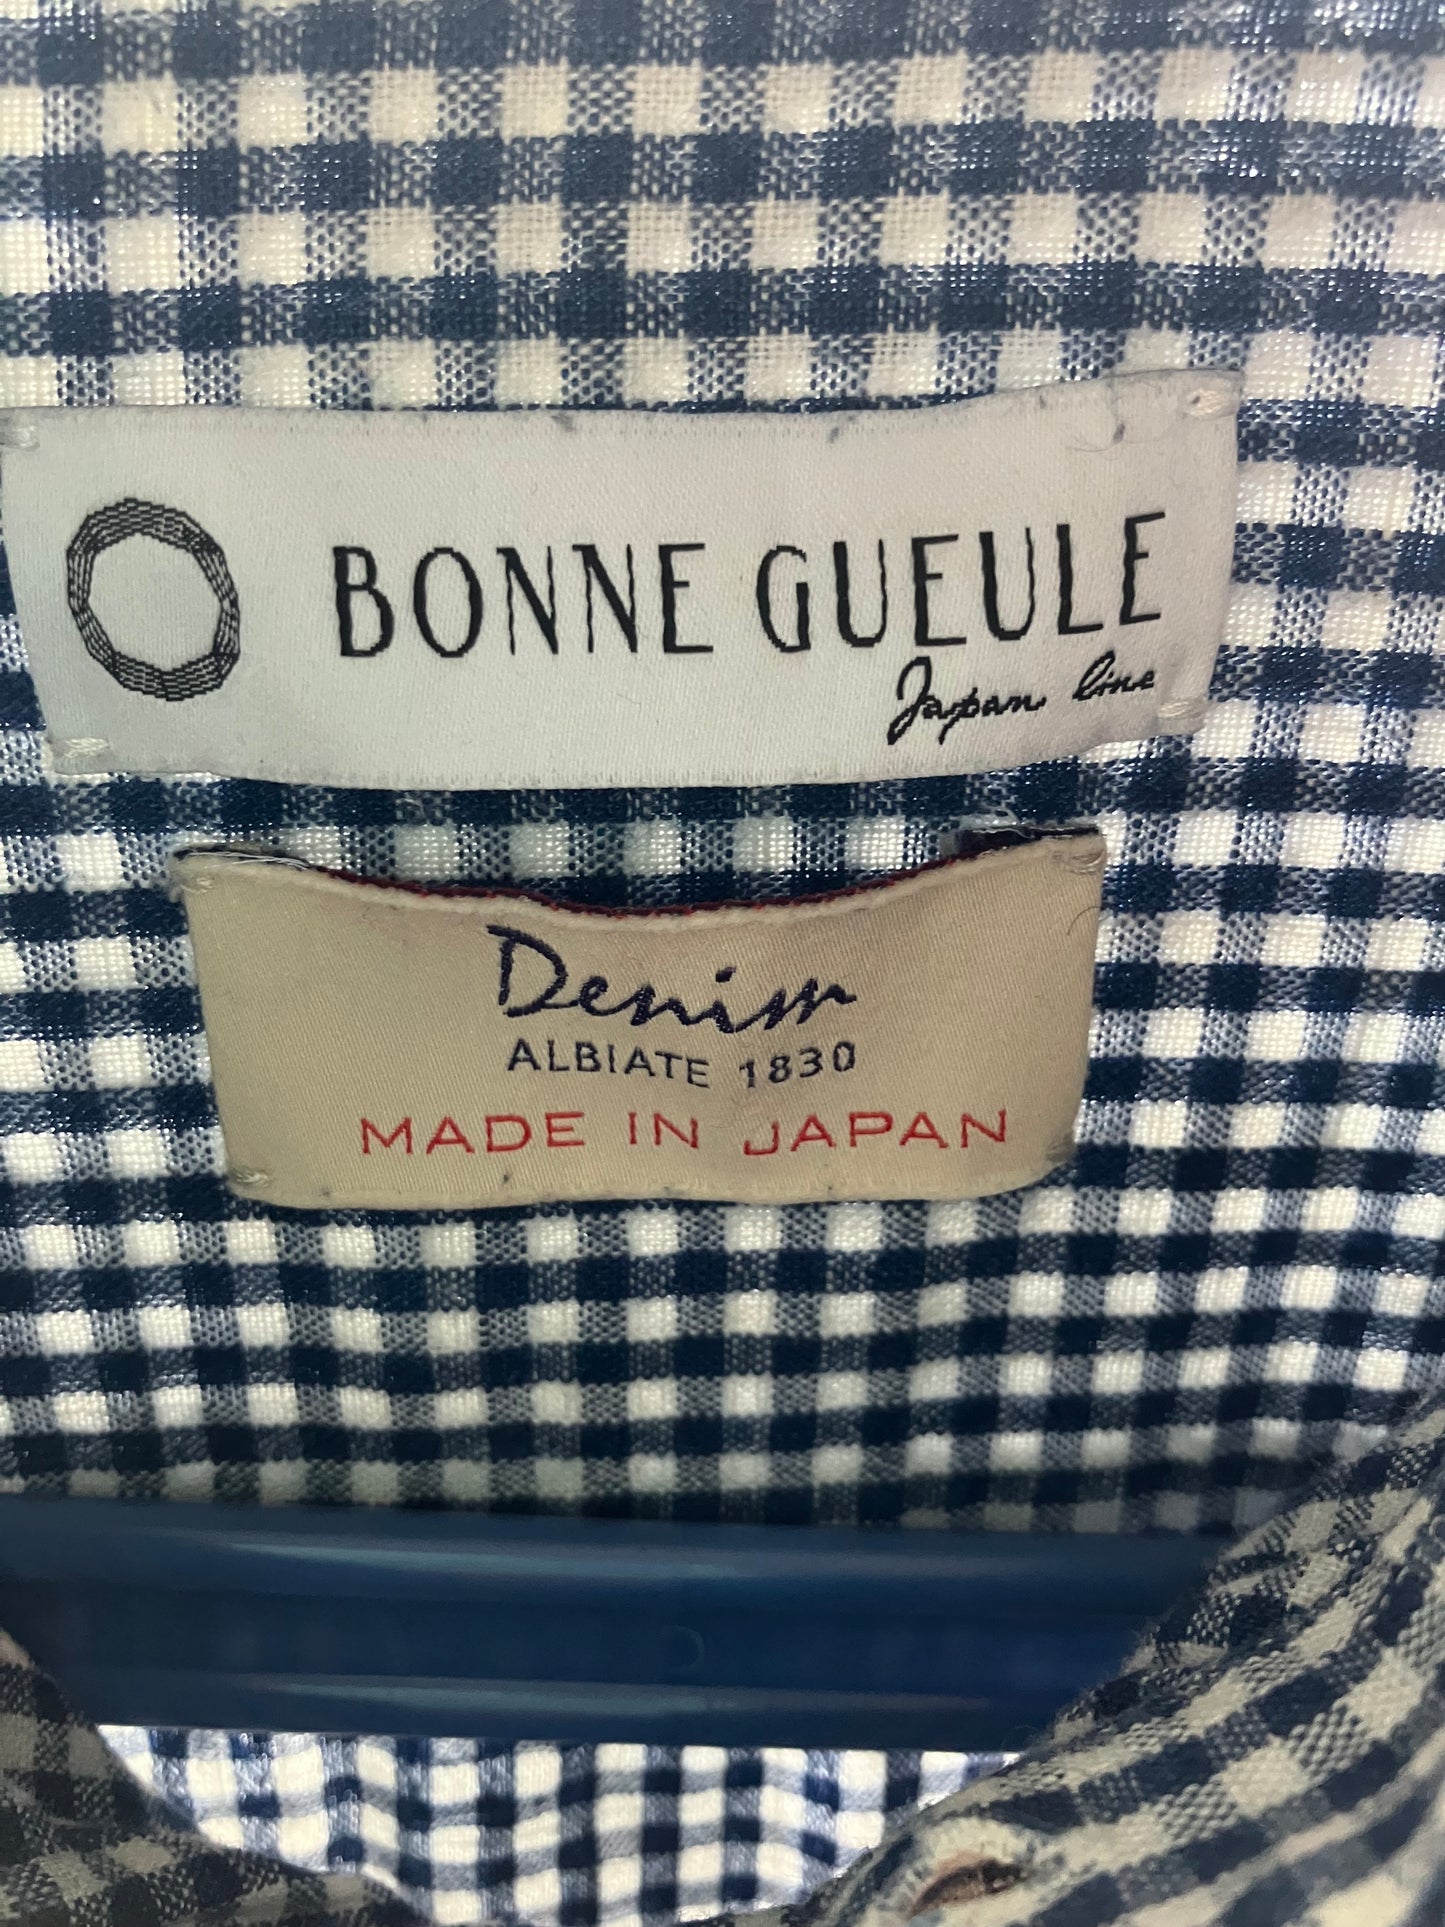 BONNE GUEULE
Japan line
Denim
ALBIATE 1830
MADE IN JAPAN